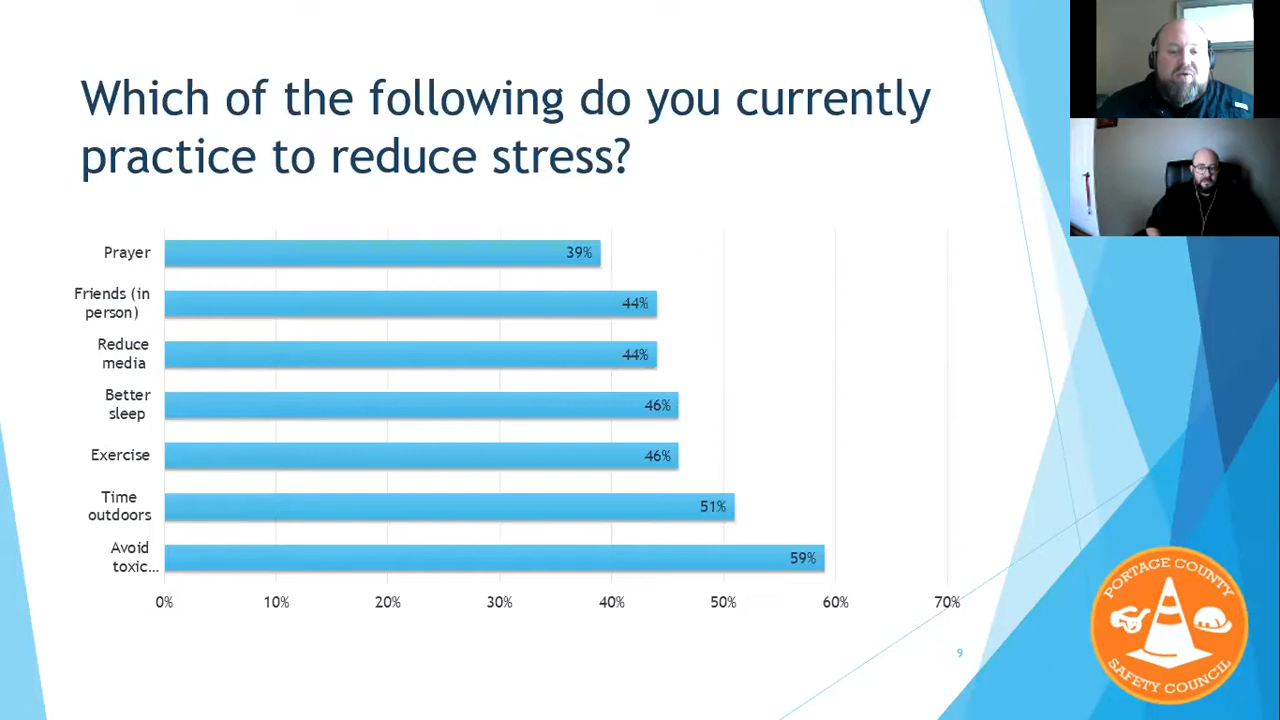 Which of the following do you currently
practice to reduce stress?
Prayer
39%
Friends (in
person)
44%
Reduce
media
44%
Better
sleep
46%
Exercise
46%
Time
outdoors
51%
Avoid
toxic...
59%
0% 10% 20% 30% 40% 50% 60% 70%
9
PORTAGE COUNTY
SAFETY COUNCIL